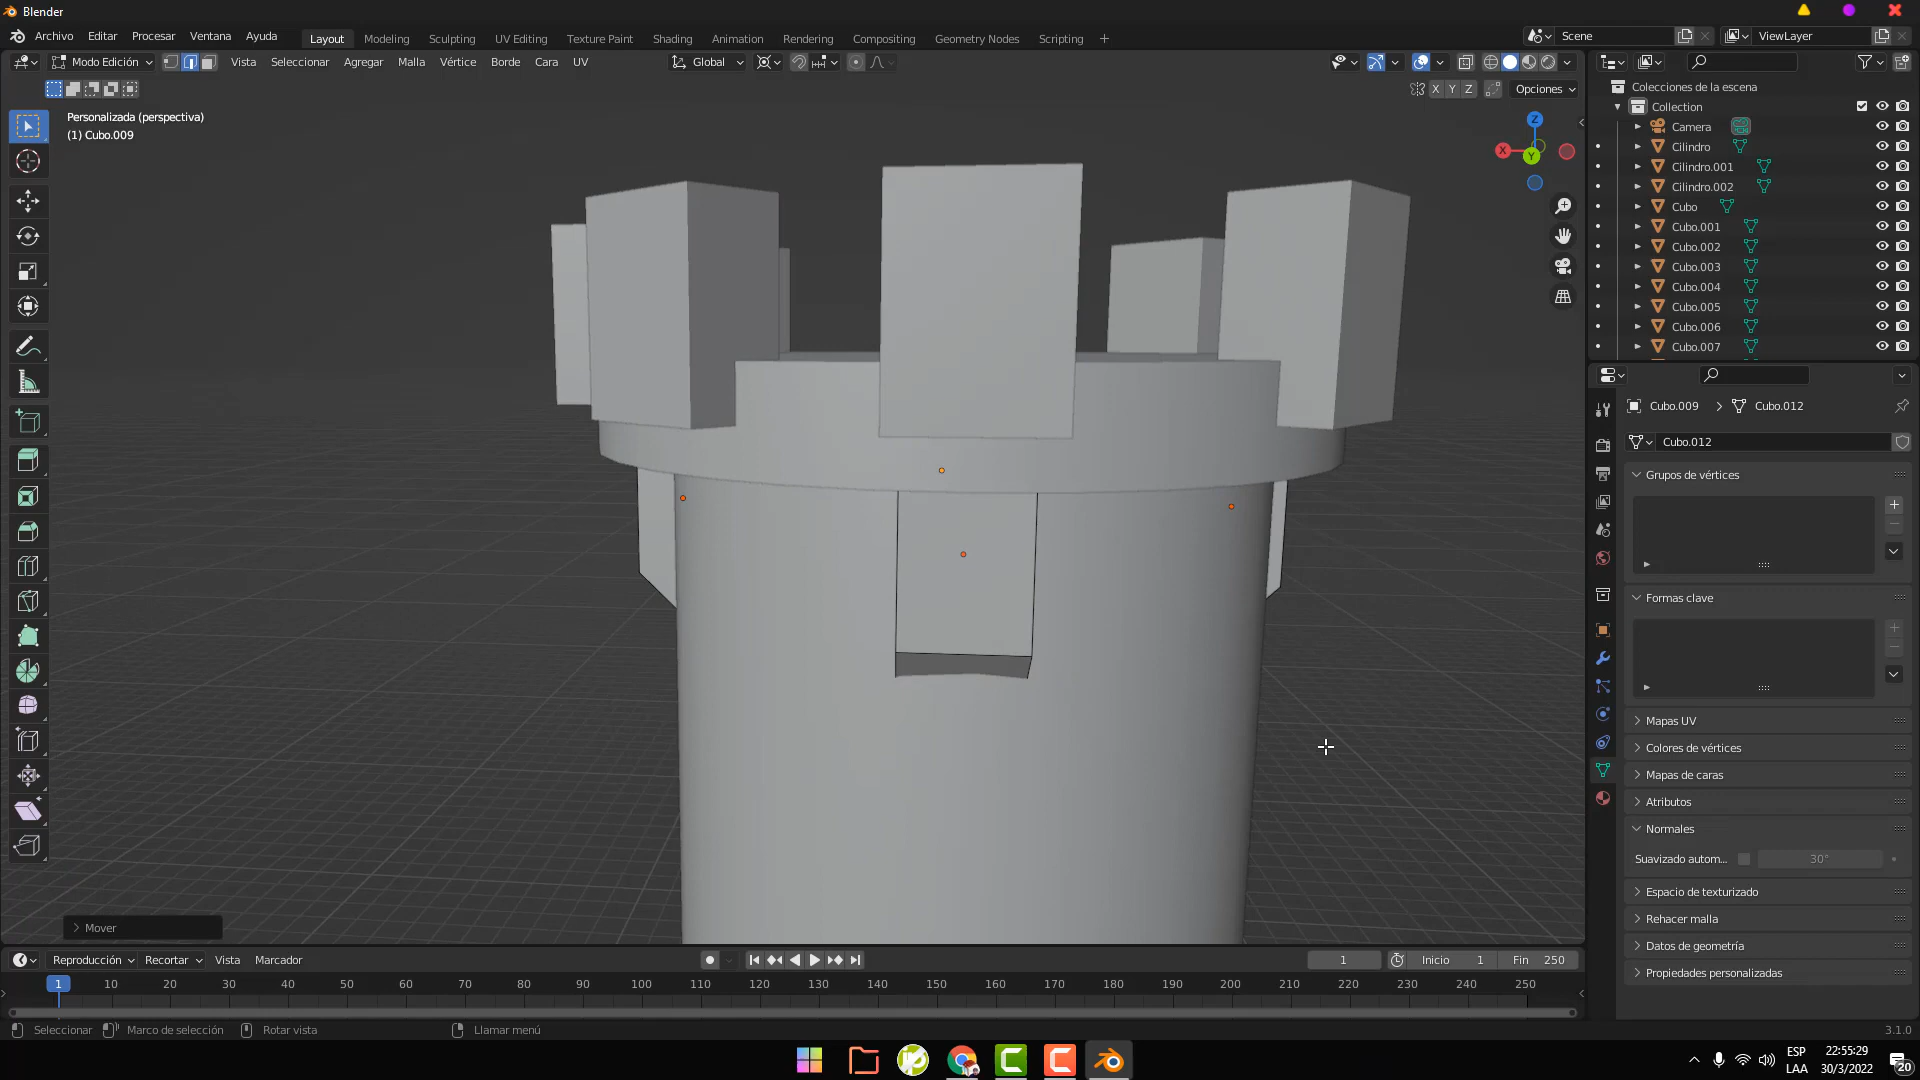 Blender
Archivo Editar Procesar Ventana Ayuda
Layout Modeling Sculpting UV Editing Texture Paint Shading Animation Rendering Compositing Geometry Nodes Scripting +
Scene
ViewLayer
Modo Edición Vista Seleccionar Agregar Malla Vértice Borde Cara UV
Global
X Y Z Opciones
Personalizada (perspectiva)
(1) Cubo.009
Z
X
Y
Colecciones de la escena
Collection
Camera
Cilindro
Cilindro.001
Cilindro.002
Cubo
Cubo.001
Cubo.002
Cubo.003
Cubo.004
Cubo.005
Cubo.006
Cubo.007
Cubo.009 > Cubo.012
Cubo.012
Grupos de vértices
Formas clave
Mapas UV
Colores de vértices
Mapas de caras
Atributos
Normales
Suavizado autom... 30°
Espacio de texturizado
Rehacer malla
Datos de geometría
Propiedades personalizadas
> Mover
Reproducción Recortar Vista Marcador
1 Inicio 1 Fin 250
1 10 20 30 40 50 60 70 80 90 100 110 120 130 140 150 160 170 180 190 200 210 220 230 240 250
Seleccionar Marco de selección Rotar vista Llamar menú 3.1.0
ESP
LAA
22:55:29
30/3/2022
20